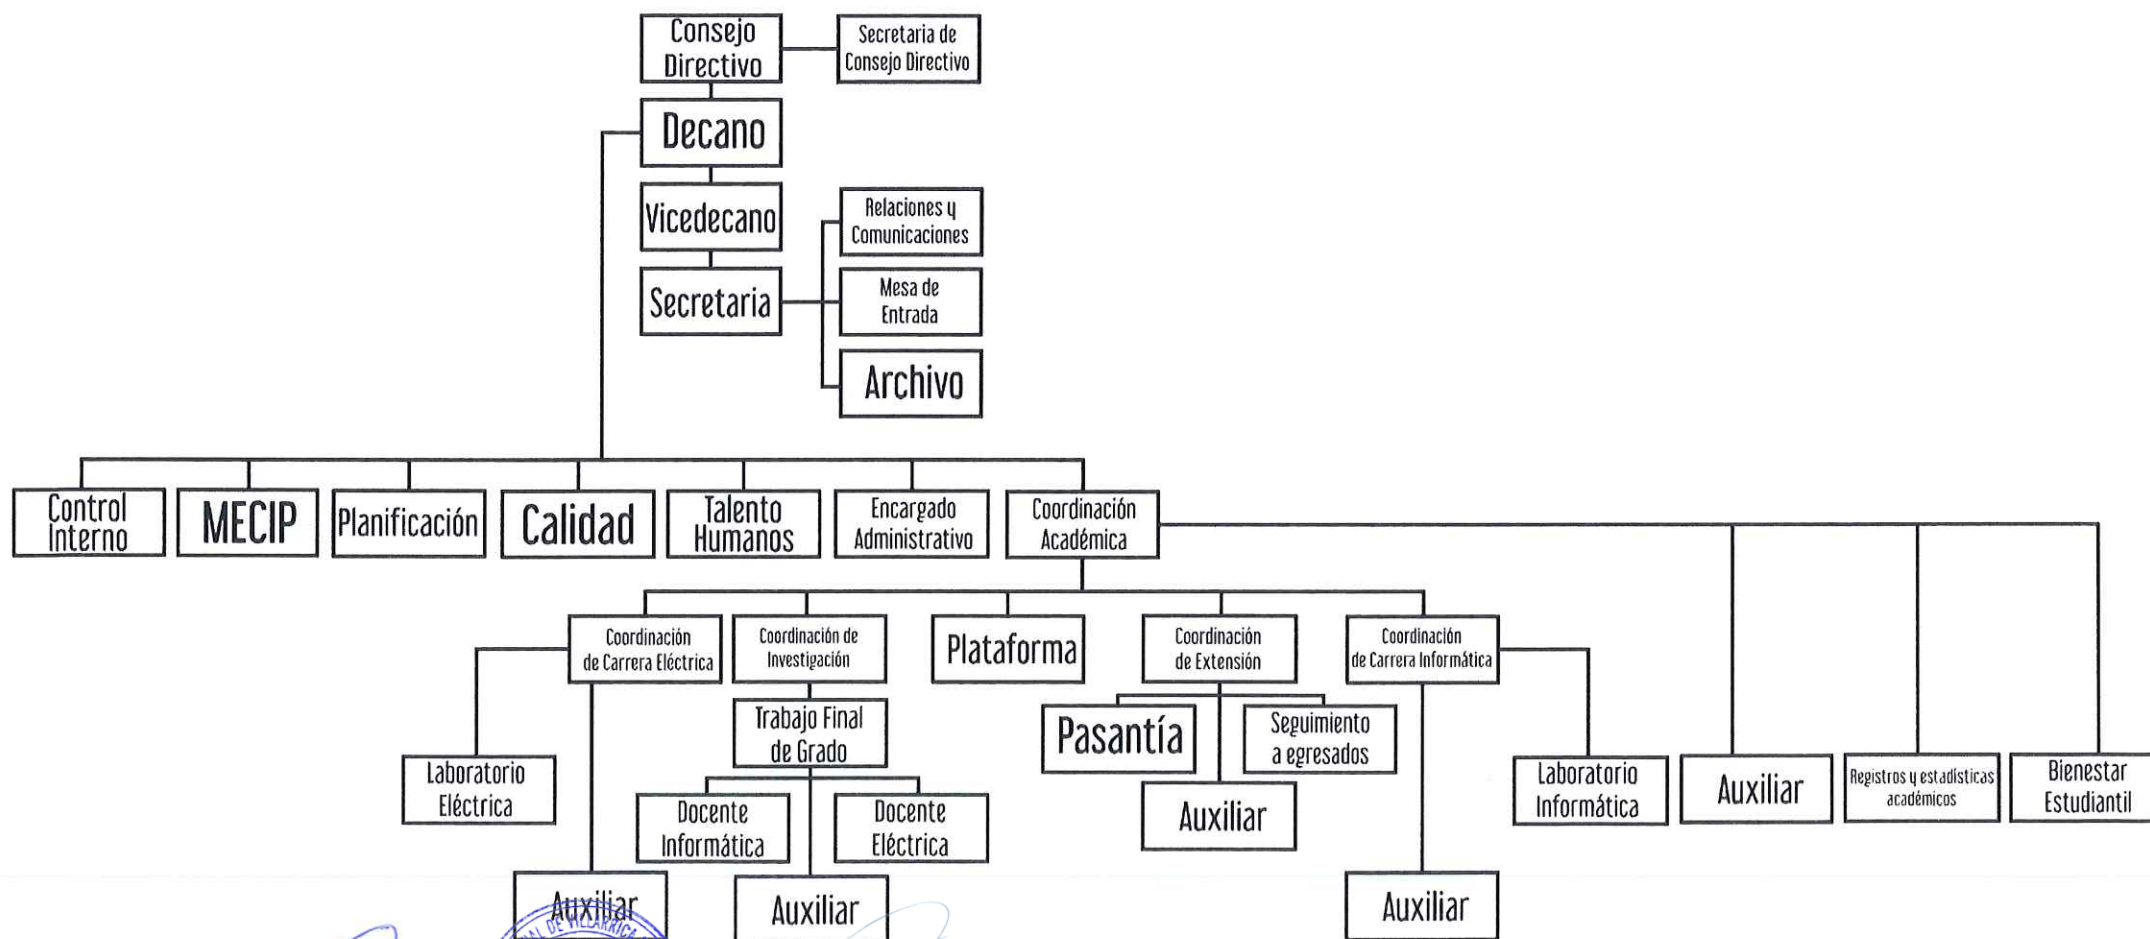 Consejo
Directivo
Secretaria de
Consejo Directivo
Decano
Vicedecano
Relaciones y
Comunicaciones
Secretaria
Mesa de
Entrada
Archivo
Control
Interno
MECIP
Planificación
Calidad
Talento
Humanos
Encargado
Administrativo
Coordinación
Académica
Coordinación
de Carrera Eléctrica
Coordinación de
Investigación
Plataforma
Coordinación
de Extensión
Coordinación
de Carrera Informática
Trabajo Final
de Grado
Pasantía
Seguimiento
a egresados
Laboratorio
Eléctrica
Docente
Informática
Docente
Eléctrica
Auxiliar
Laboratorio
Informática
Auxiliar
Registros y estadísticas
académicos
Bienestar
Estudiantil
Auxiliar
Auxiliar
Auxiliar
DE VILLARRICA